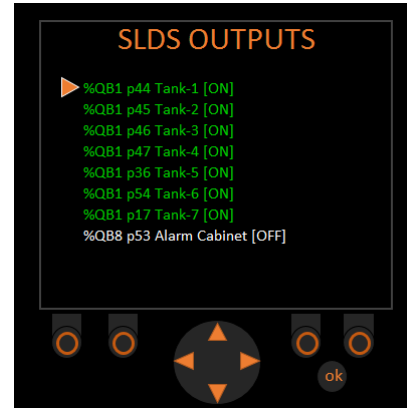 SLDS OUTPUTS
%QB1 p44 Tank-1 [ON]
%QB1 p45 Tank-2 [ON]
%QB1 p46 Tank-3 [ON]
%QB1 p47 Tank-4 [ON]
%QB1 p36 Tank-5 [ON]
%QB1 p54 Tank-6 [ON]
%QB1 p17 Tank-7 [ON]
%QB8 p53 Alarm Cabinet [OFF]
ok